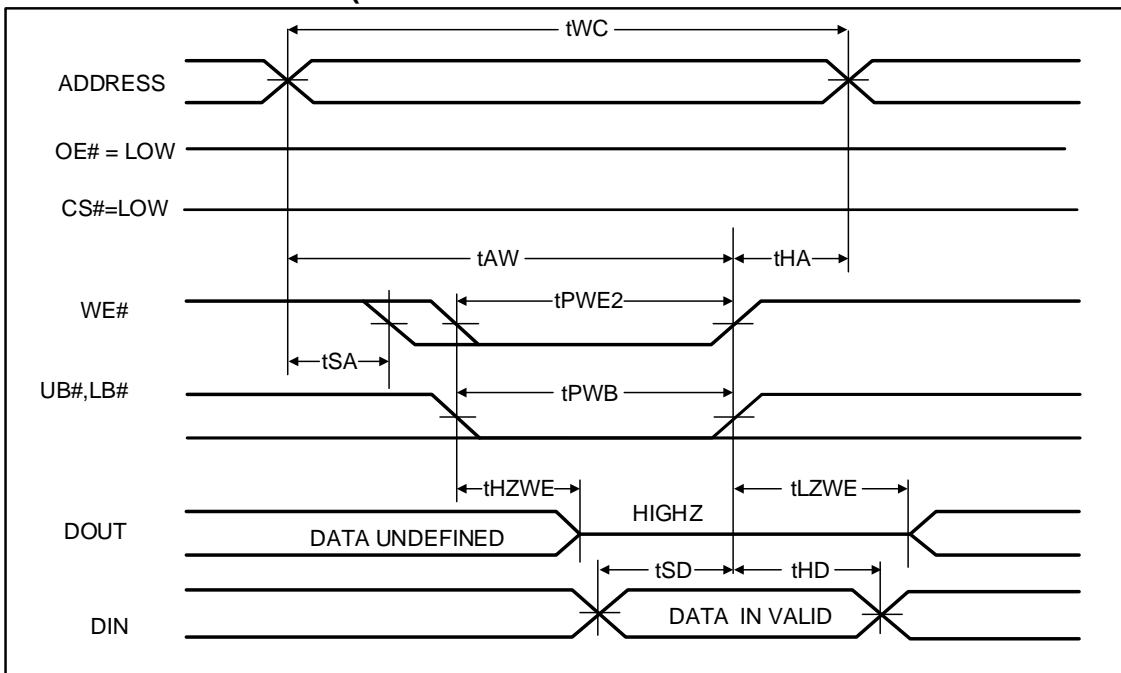 (
tWC
ADDRESS
OE# = LOW
CS#=LOW
tAW
tHA
WE#
tPWE2
tSA
UB#,LB#
tPWB
tHZWE
tLZWE
HIGHZ
DOUT
DATA UNDEFINED
tSD
tHD
DIN
DATA IN VALID